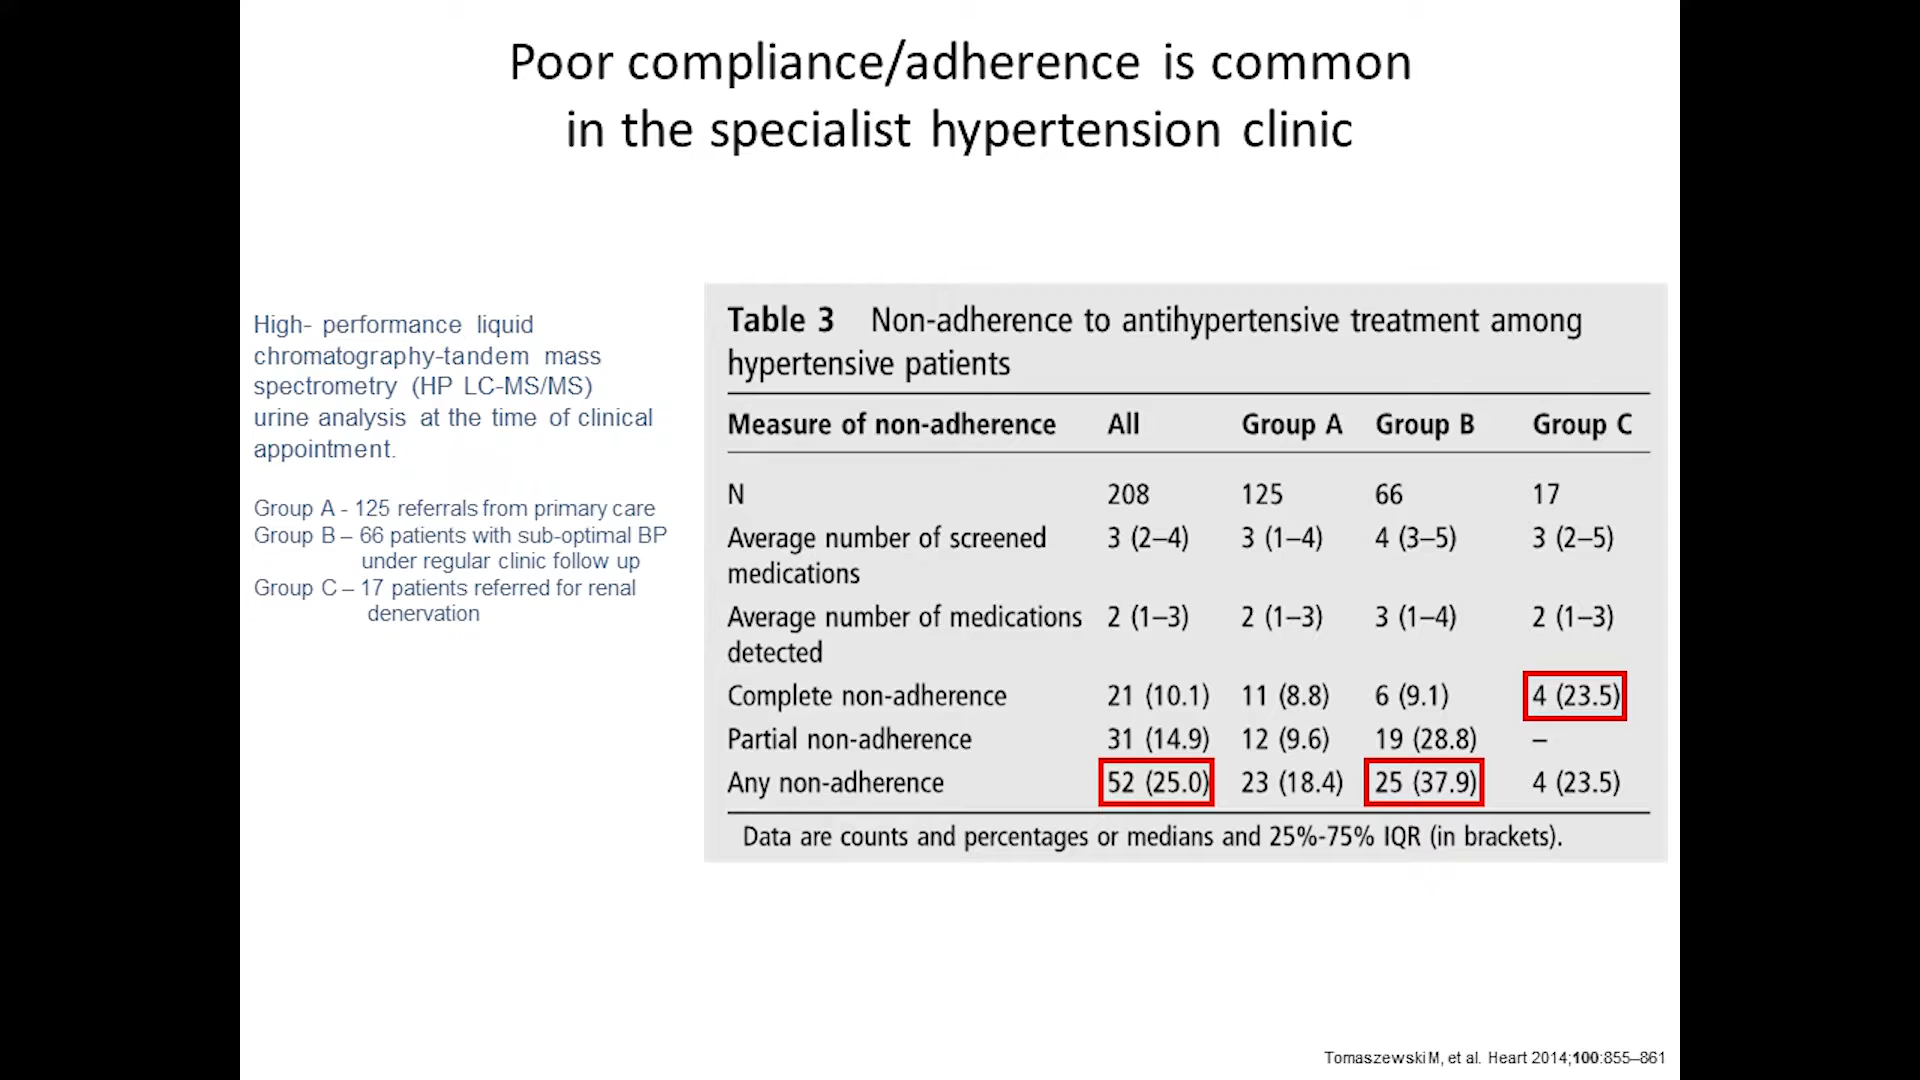 Poor compliance/adherence is common
in the specialist hypertension clinic
High- performance liquid
chromatography-tandem mass
spectrometry (HP LC-MS/MS)
urine analysis at the time of clinical
appointment.
Group A - 125 referrals from primary care
Group B – 66 patients with sub-optimal BP
under regular clinic follow up
Group C – 17 patients referred for renal
denervation
Table 3 Non-adherence to antihypertensive treatment among
hypertensive patients
Measure of non-adherence All Group A Group B Group C
N 208 125 66 17
Average number of screened 3 (2–4) 3 (1–4) 4 (3–5) 3 (2–5)
medications
Average number of medications 2 (1–3) 2 (1–3) 3 (1–4) 2 (1–3)
detected
Complete non-adherence 21 (10.1) 11 (8.8) 6 (9.1) 4 (23.5)
Partial non-adherence 31 (14.9) 12 (9.6) 19 (28.8) –
Any non-adherence 52 (25.0) 23 (18.4) 25 (37.9) 4 (23.5)
Data are counts and percentages or medians and 25%-75% IQR (in brackets).
Tomaszewski M, et al. Heart 2014;100:855–861